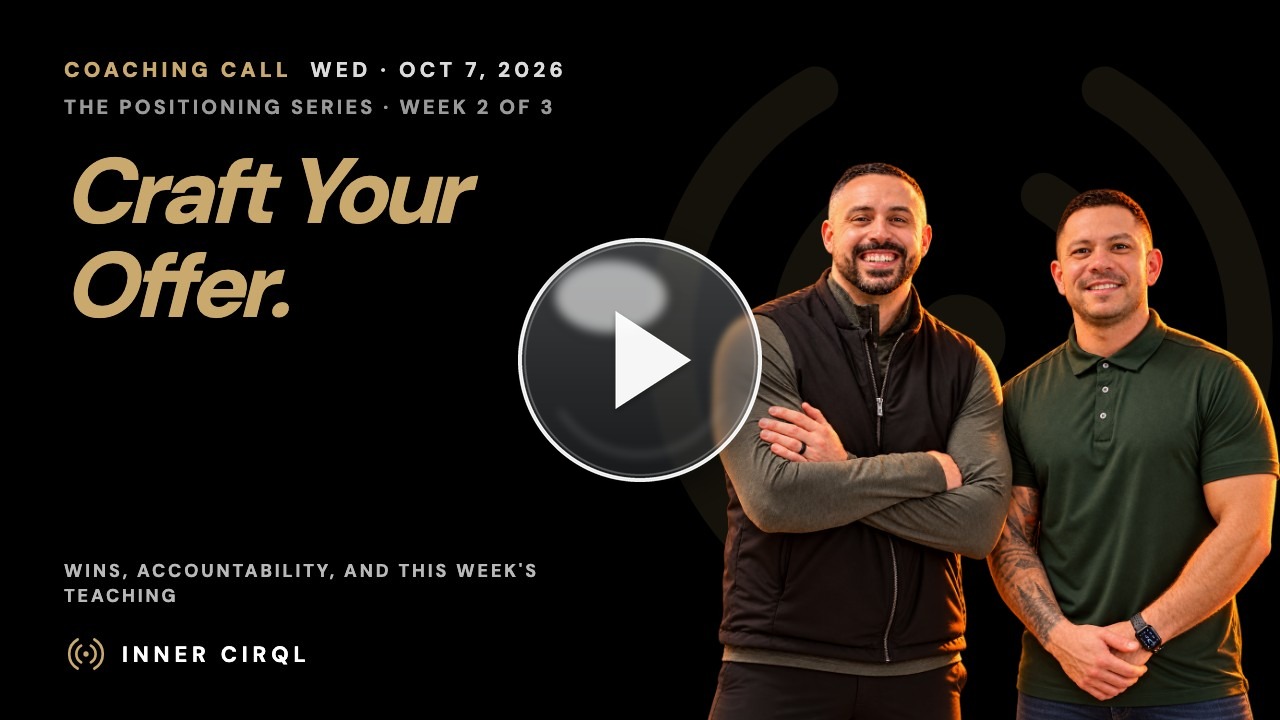 COACHING CALL WED · OCT 7, 2026
THE POSITIONING SERIES · WEEK 2 OF 3
Craft Your
Offer.
WINS, ACCOUNTABILITY, AND THIS WEEK'S
TEACHING
INNER CIRQL